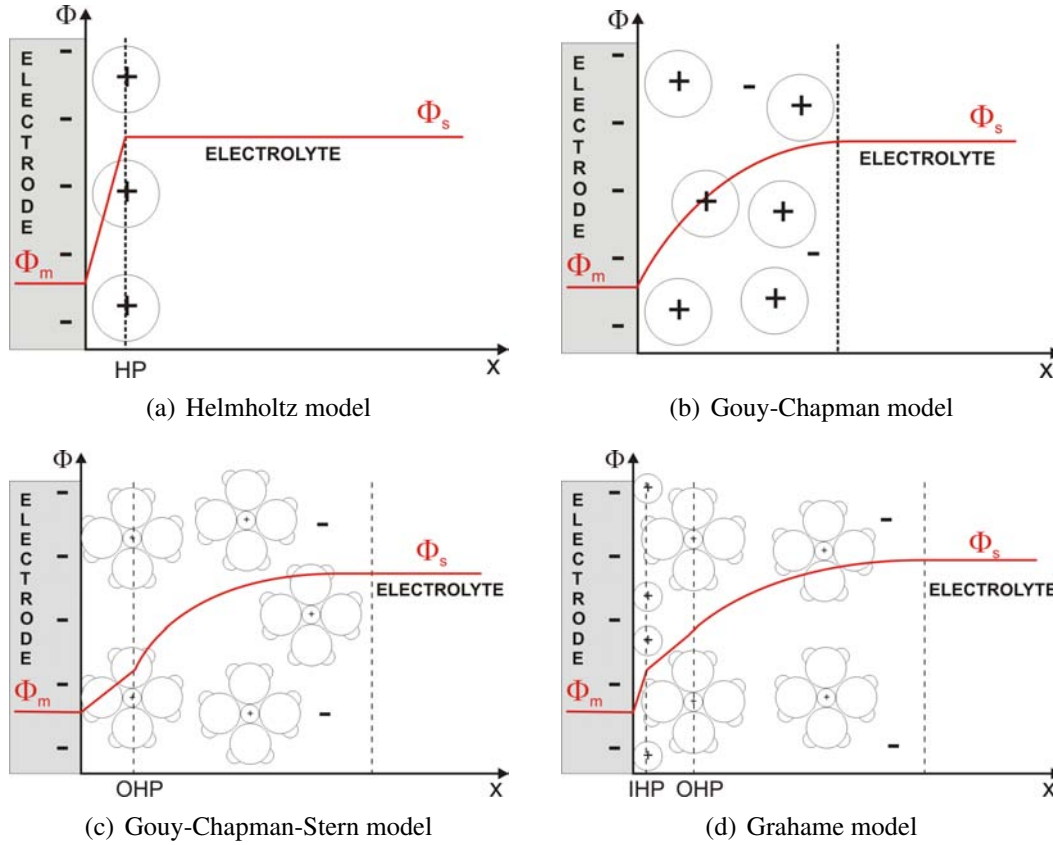 Φ
ELECTRODE
-
-
-
-
-
+
+
+
Φs
ELECTROLYTE
Φm
HP
X
(a) Helmholtz model
Φ
ELECTRODE
-
-
-
-
-
+
-
+
+
+
-
+
+
Φs
ELECTROLYTE
Φm
X
(b) Gouy-Chapman model
Φ
ELECTRODE
-
-
-
-
-
+
+
-
+
+
+
-
Φs
ELECTROLYTE
Φm
OHP
X
(c) Gouy-Chapman-Stern model
Φ
ELECTRODE
-
-
-
-
-
+
+
-
+
+
+
+
+
+
-
Φs
ELECTROLYTE
Φm
IHP OHP
X
(d) Grahame model